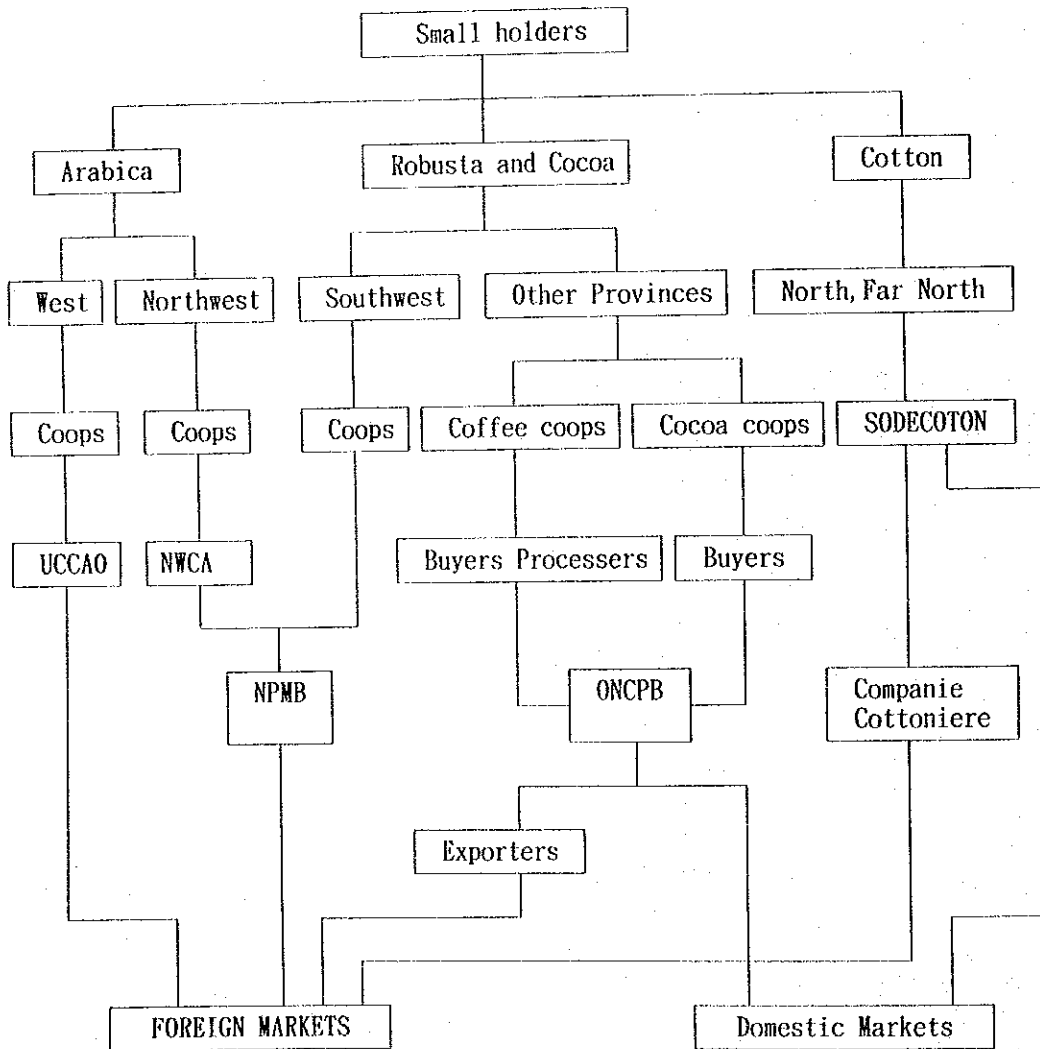 Small holders
Arabica
Robusta and Cocoa
Cotton
West
Northwest
Southwest
Other Provinces
North, Far North
Coops
Coops
Coops
Coffee coops
Cocoa coops
SODECOTON
UCCAO
NWCA
Buyers Processers
Buyers
NPMB
ONCPB
Companie
Cottoniere
Exporters
FOREIGN MARKETS
Domestic Markets